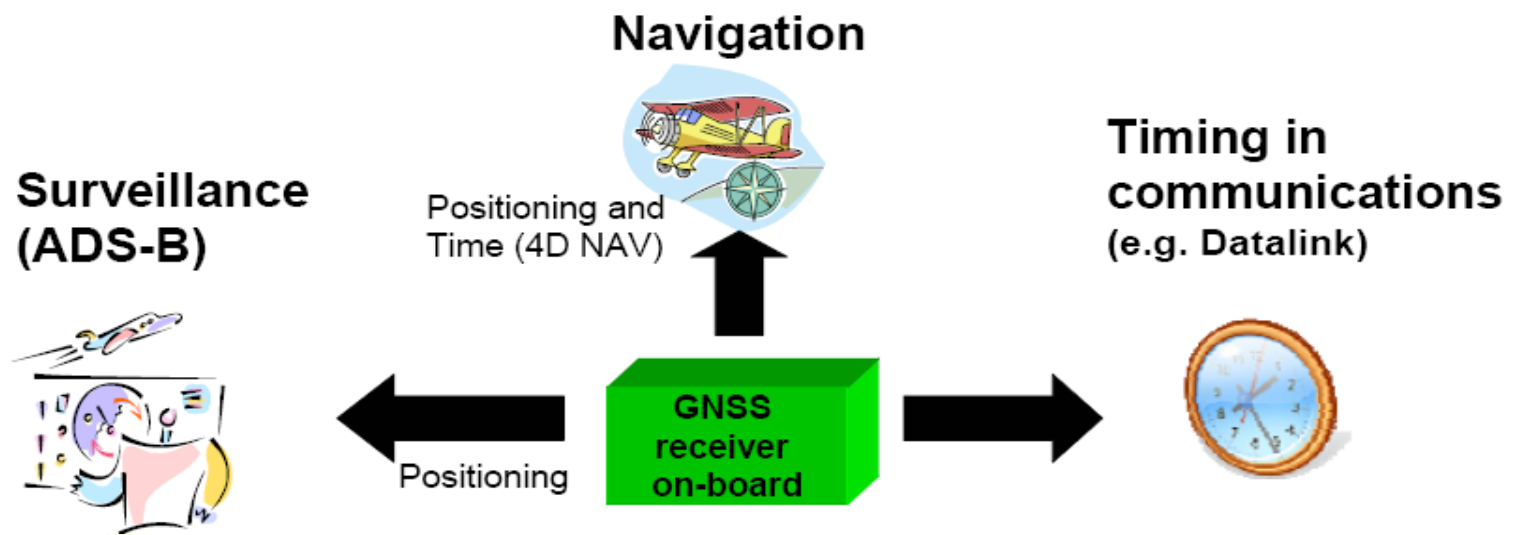 Navigation
Surveillance
(ADS-B)
Positioning and
Time (4D NAV)
Timing in
communications
(e.g. Datalink)
Positioning
GNSS
receiver
on-board